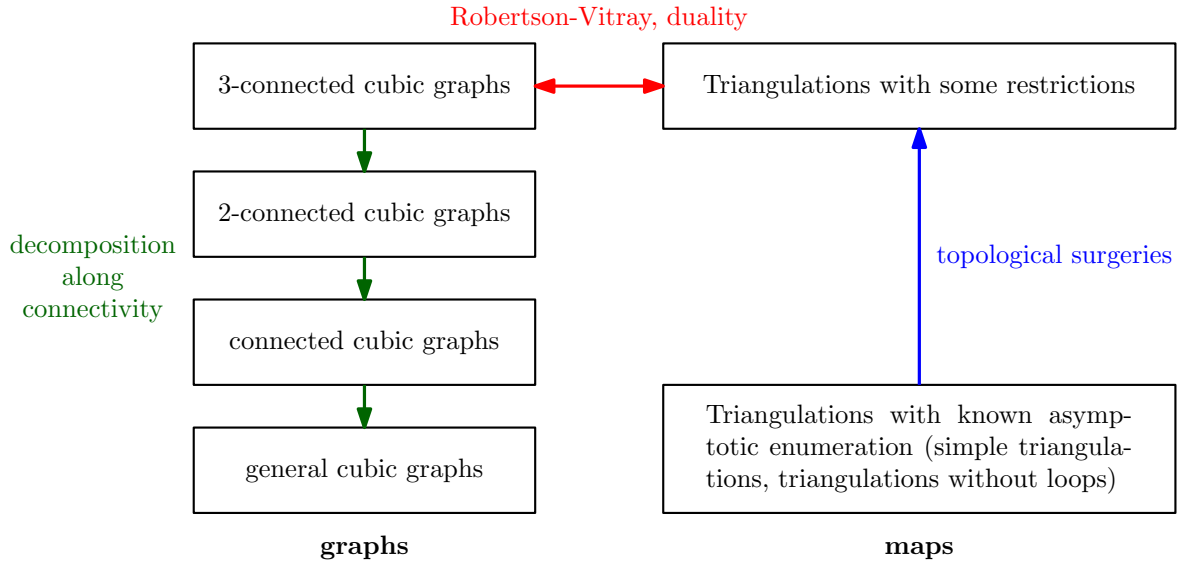 Robertson-Vitray, duality
3-connected cubic graphs
Triangulations with some restrictions
2-connected cubic graphs
decomposition
along
connectivity
topological surgeries
connected cubic graphs
Triangulations with known asymp-
totic enumeration (simple triangula-
tions, triangulations without loops)
general cubic graphs
graphs
maps